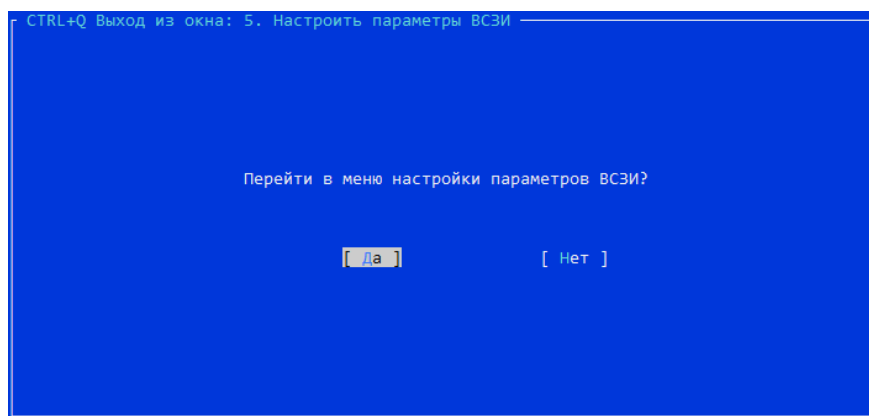 CTRL+Q Выход из окна: 5. Настроить параметры ВСЗИ
Перейти в меню настройки параметров ВСЗИ?
[ Да ] [ Нет ]